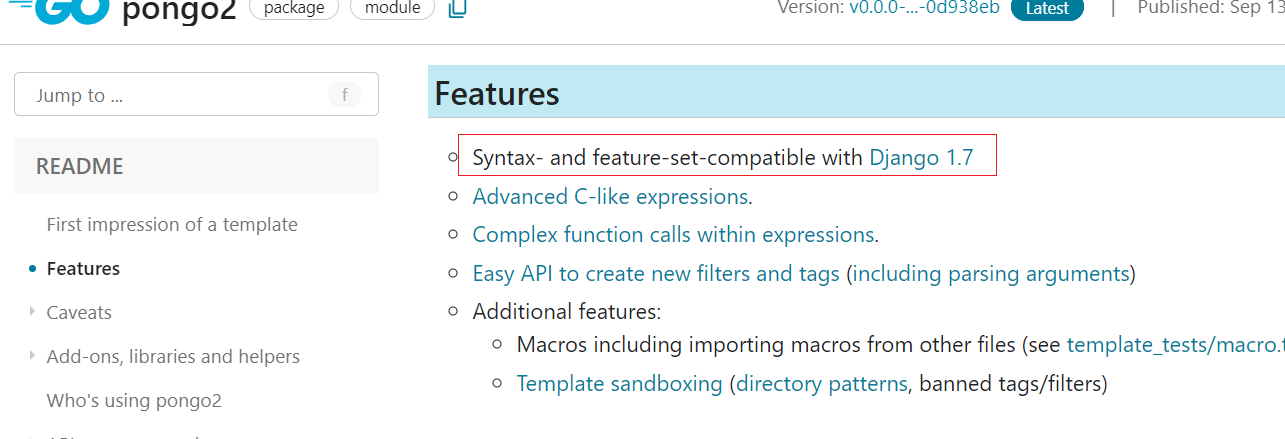 GO pongo2 package module Version: v0.0.0-...-0d938eb Latest | Published: Sep 13
Jump to ... f
Features
README
Syntax- and feature-set-compatible with Django 1.7
Advanced C-like expressions.
First impression of a template
Complex function calls within expressions.
Features
Easy API to create new filters and tags (including parsing arguments)
Caveats
Additional features:
Add-ons, libraries and helpers
Macros including importing macros from other files (see template_tests/macro.t
Template sandboxing (directory patterns, banned tags/filters)
Who's using pongo2